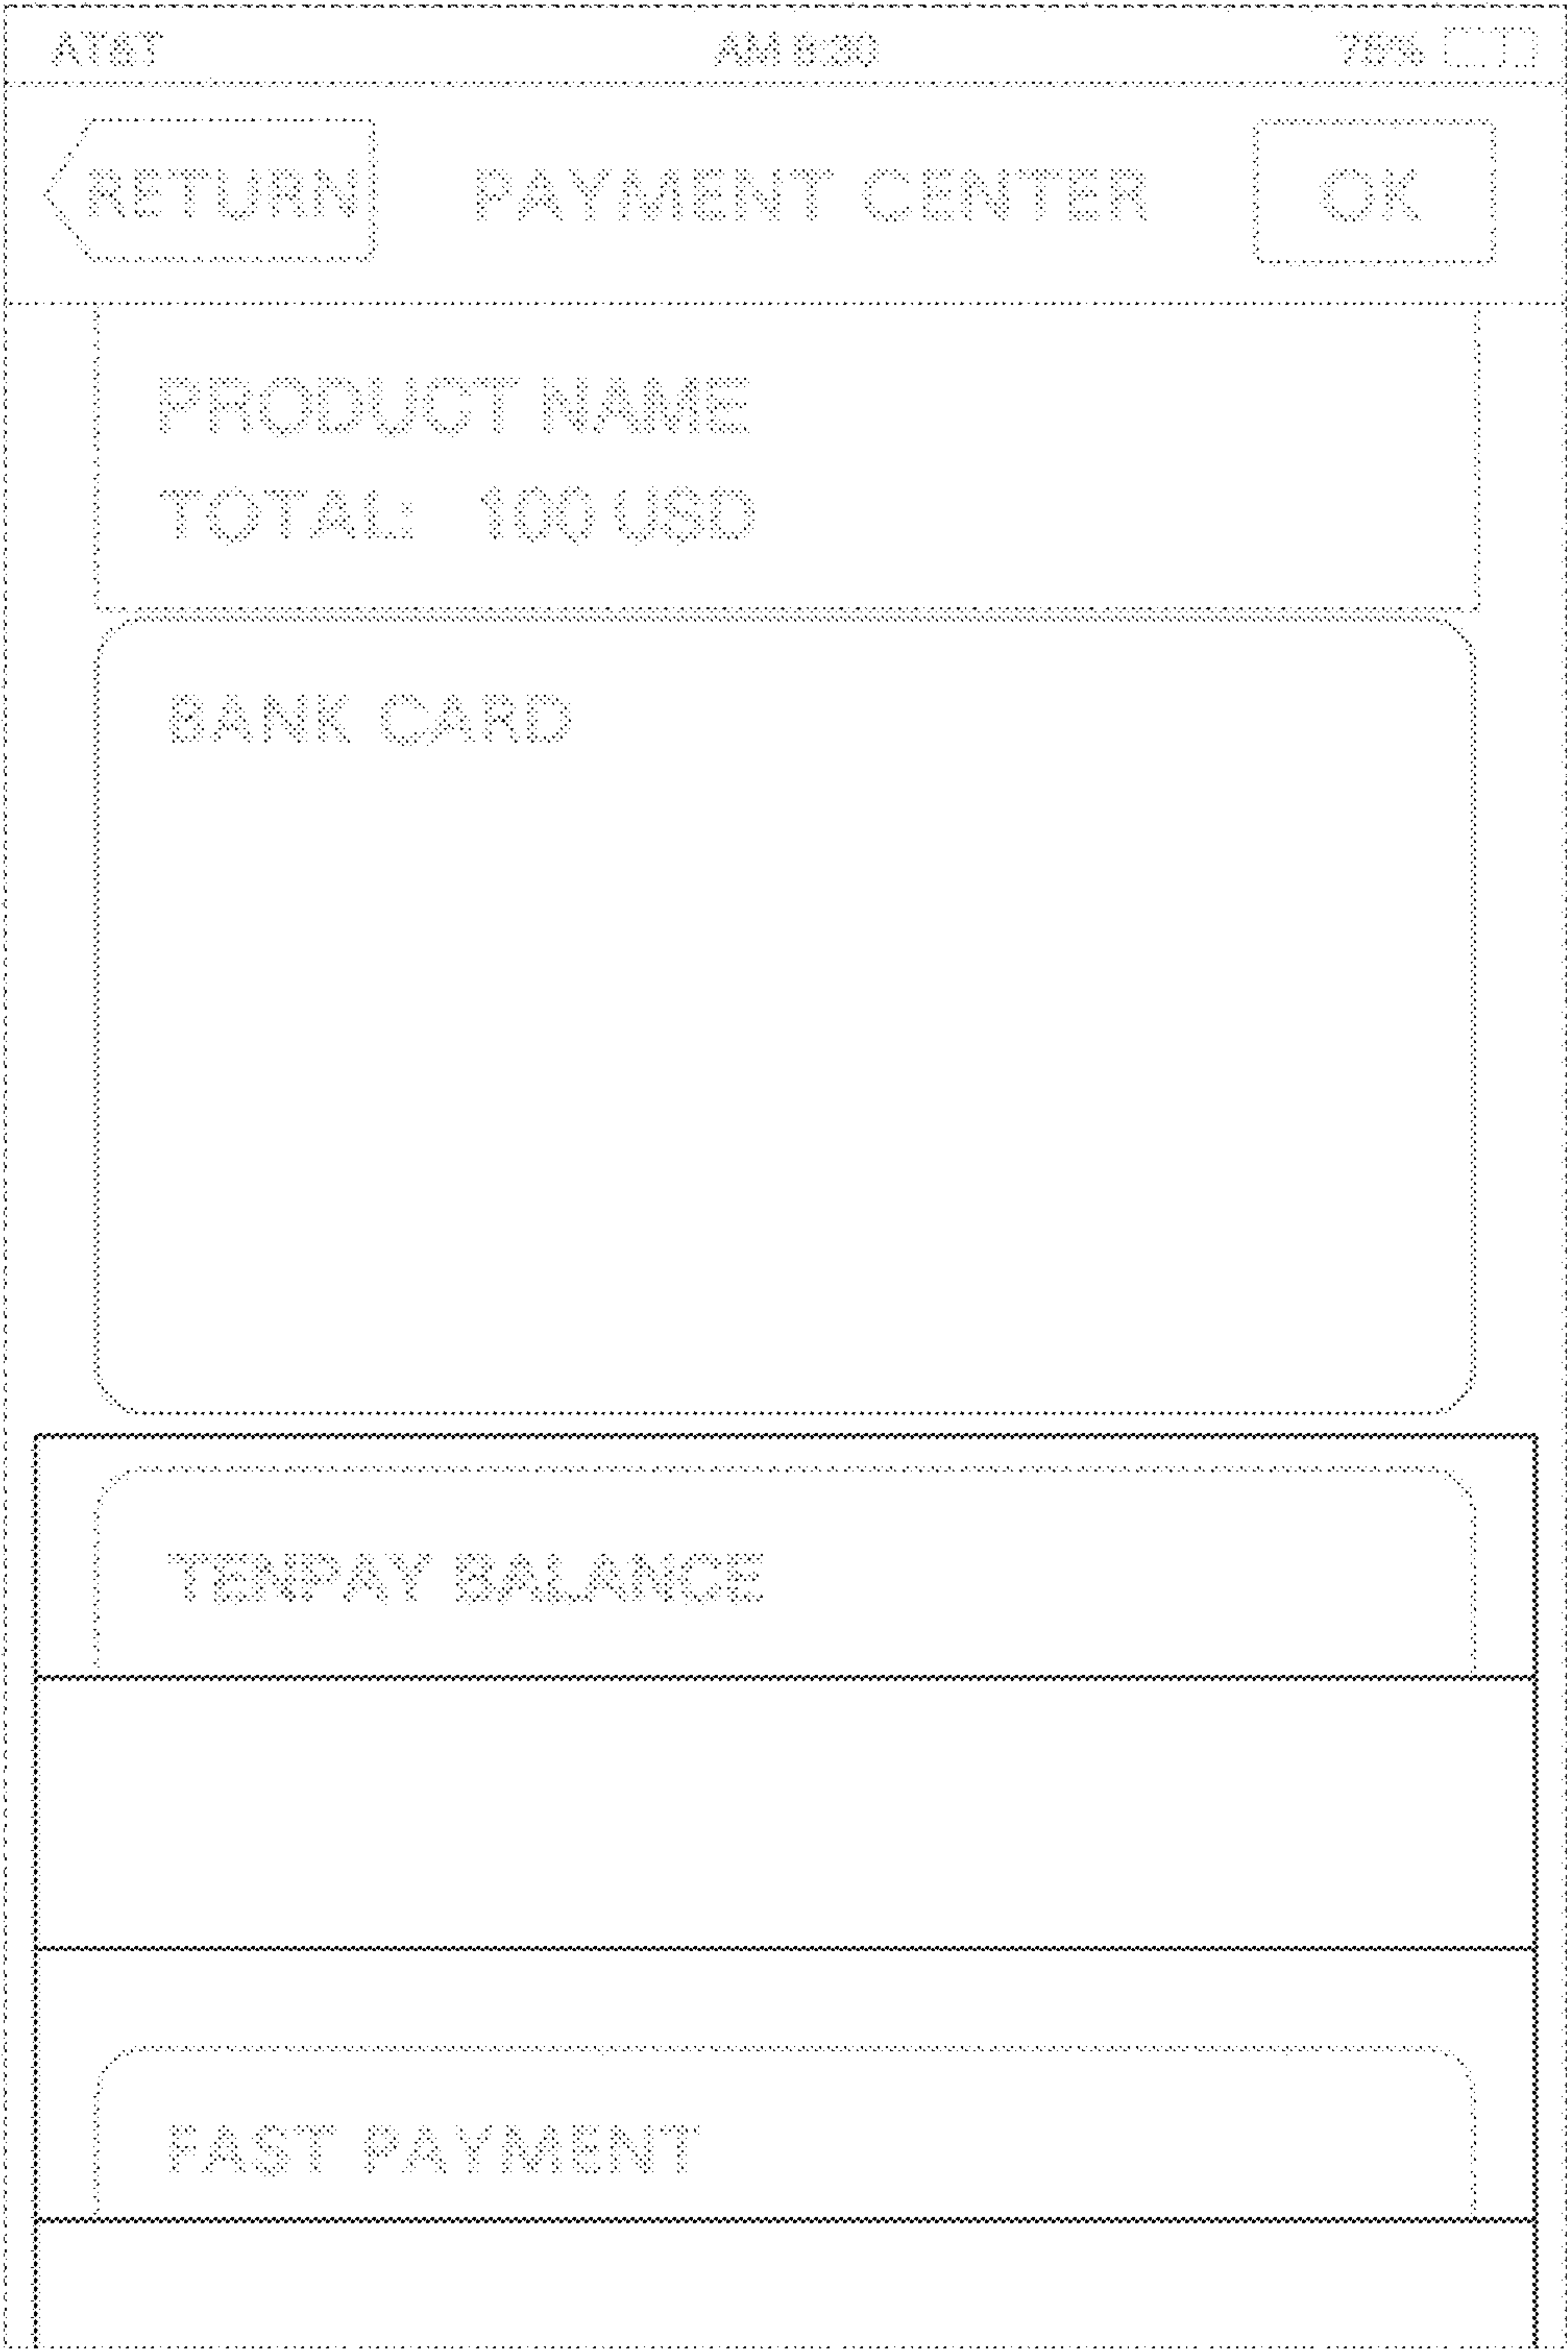 AT&T AM 8:20 78%
RETURN PAYMENT CENTER OK
PRODUCT NAME
TOTAL: 100 USD
BANK CARD
TENPAY BALANCE
FAST PAYMENT